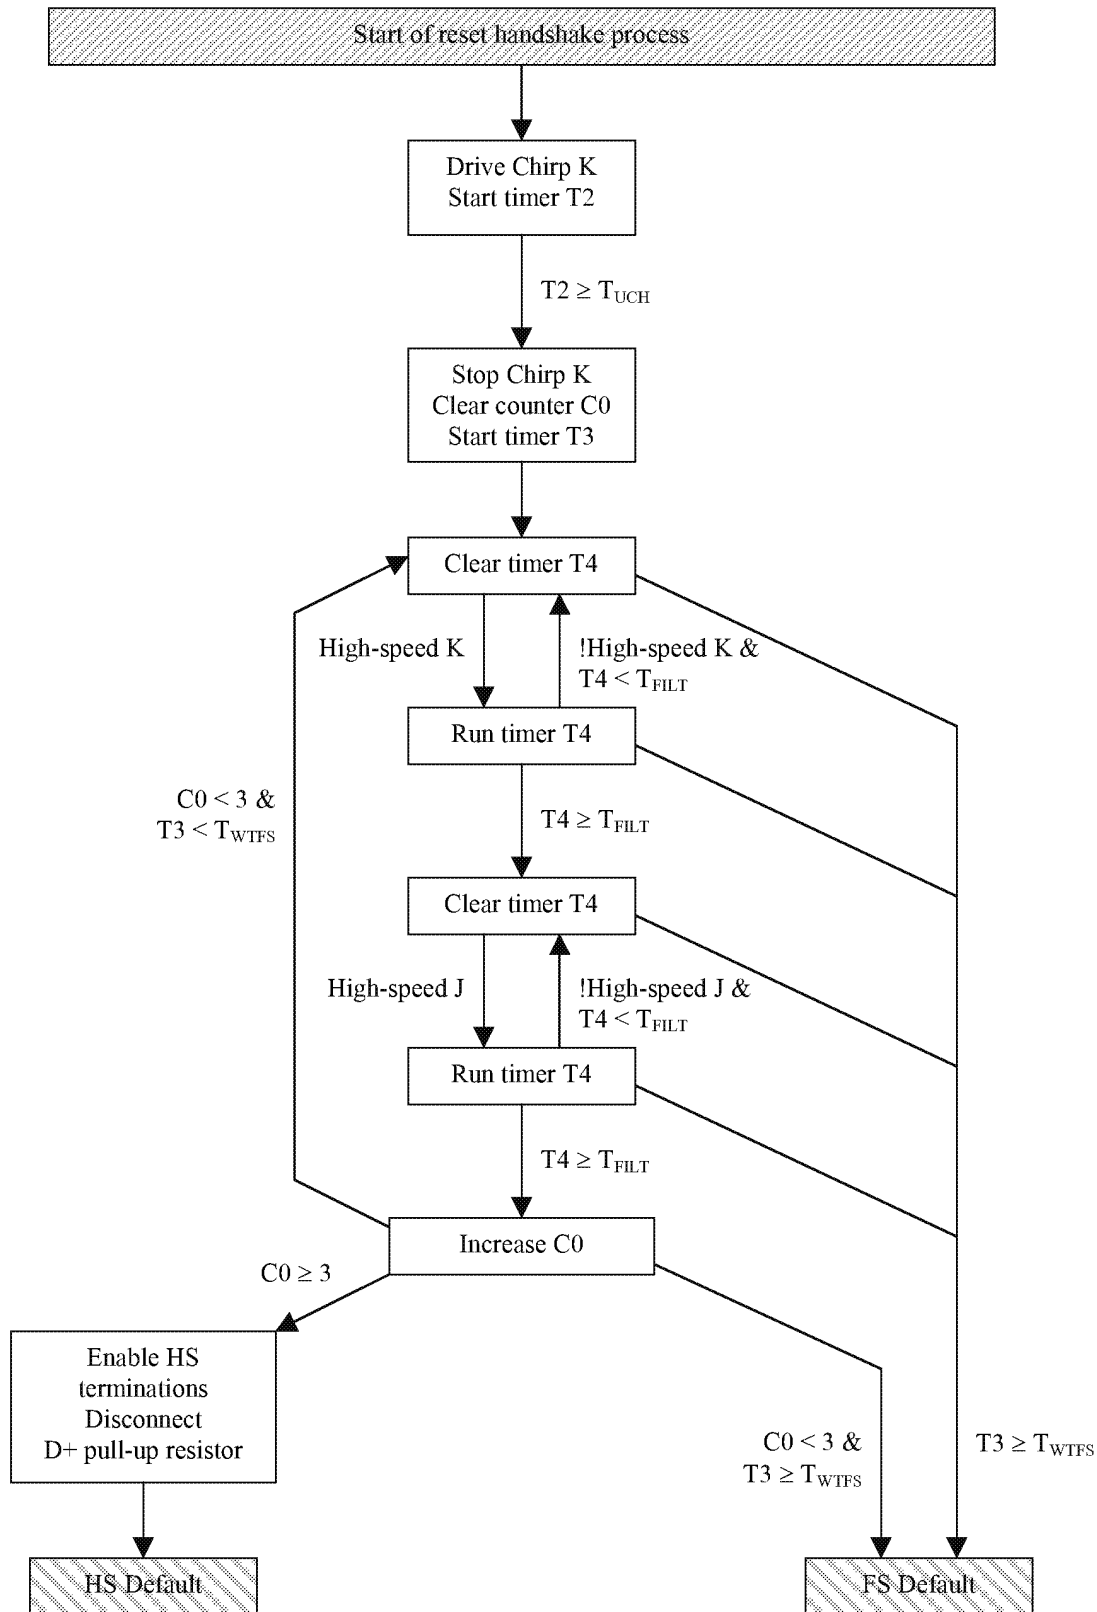 Start of reset handshake process
Drive Chirp K
Start timer T2
T2 ≥ TUCH
Stop Chirp K
Clear counter C0
Start timer T3
Clear timer T4
High-speed K
!High-speed K &
T4 < TFILT
Run timer T4
C0 < 3 &
T3 < TWTFS
T4 ≥ TFILT
Clear timer T4
High-speed J
!High-speed J &
T4 < TFILT
Run timer T4
T4 ≥ TFILT
Increase C0
C0 ≥ 3
Enable HS
terminations
Disconnect
D+ pull-up resistor
C0 < 3 &
T3 ≥ TWTFS
T3 ≥ TWTFS
HS Default
FS Default